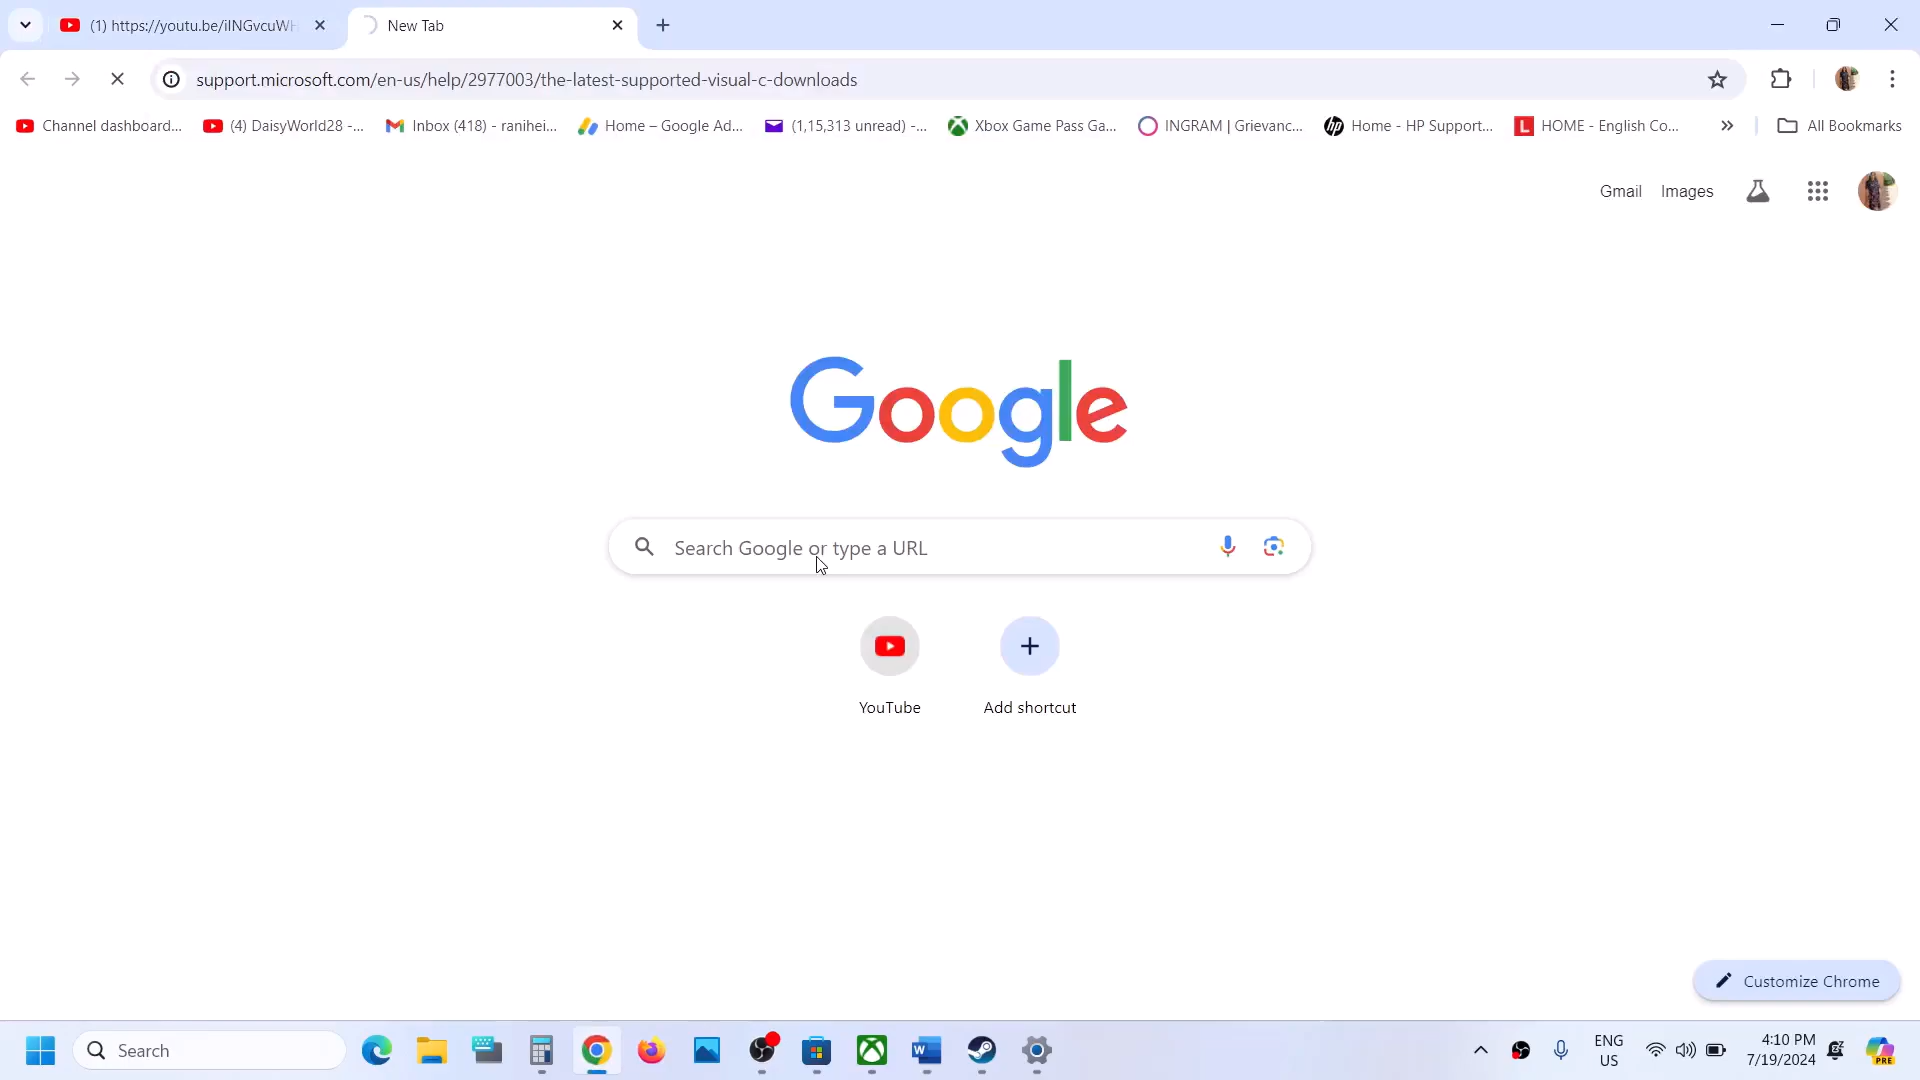 (1) https://youtu.be/ilNGvcuWH
New Tab
support.microsoft.com/en-us/help/2977003/the-latest-supported-visual-c-downloads
Channel dashboard...
(4) DaisyWorld28 -...
Inbox (418) - ranihei...
Home – Google Ad...
(1,15,313 unread) -...
Xbox Game Pass Ga...
INGRAM | Grievanc...
Home - HP Support...
HOME - English Co...
All Bookmarks
Gmail
Images
Google
Search Google or type a URL
YouTube
Add shortcut
Customize Chrome
Search
ENG
US
4:10 PM
7/19/2024
PRE